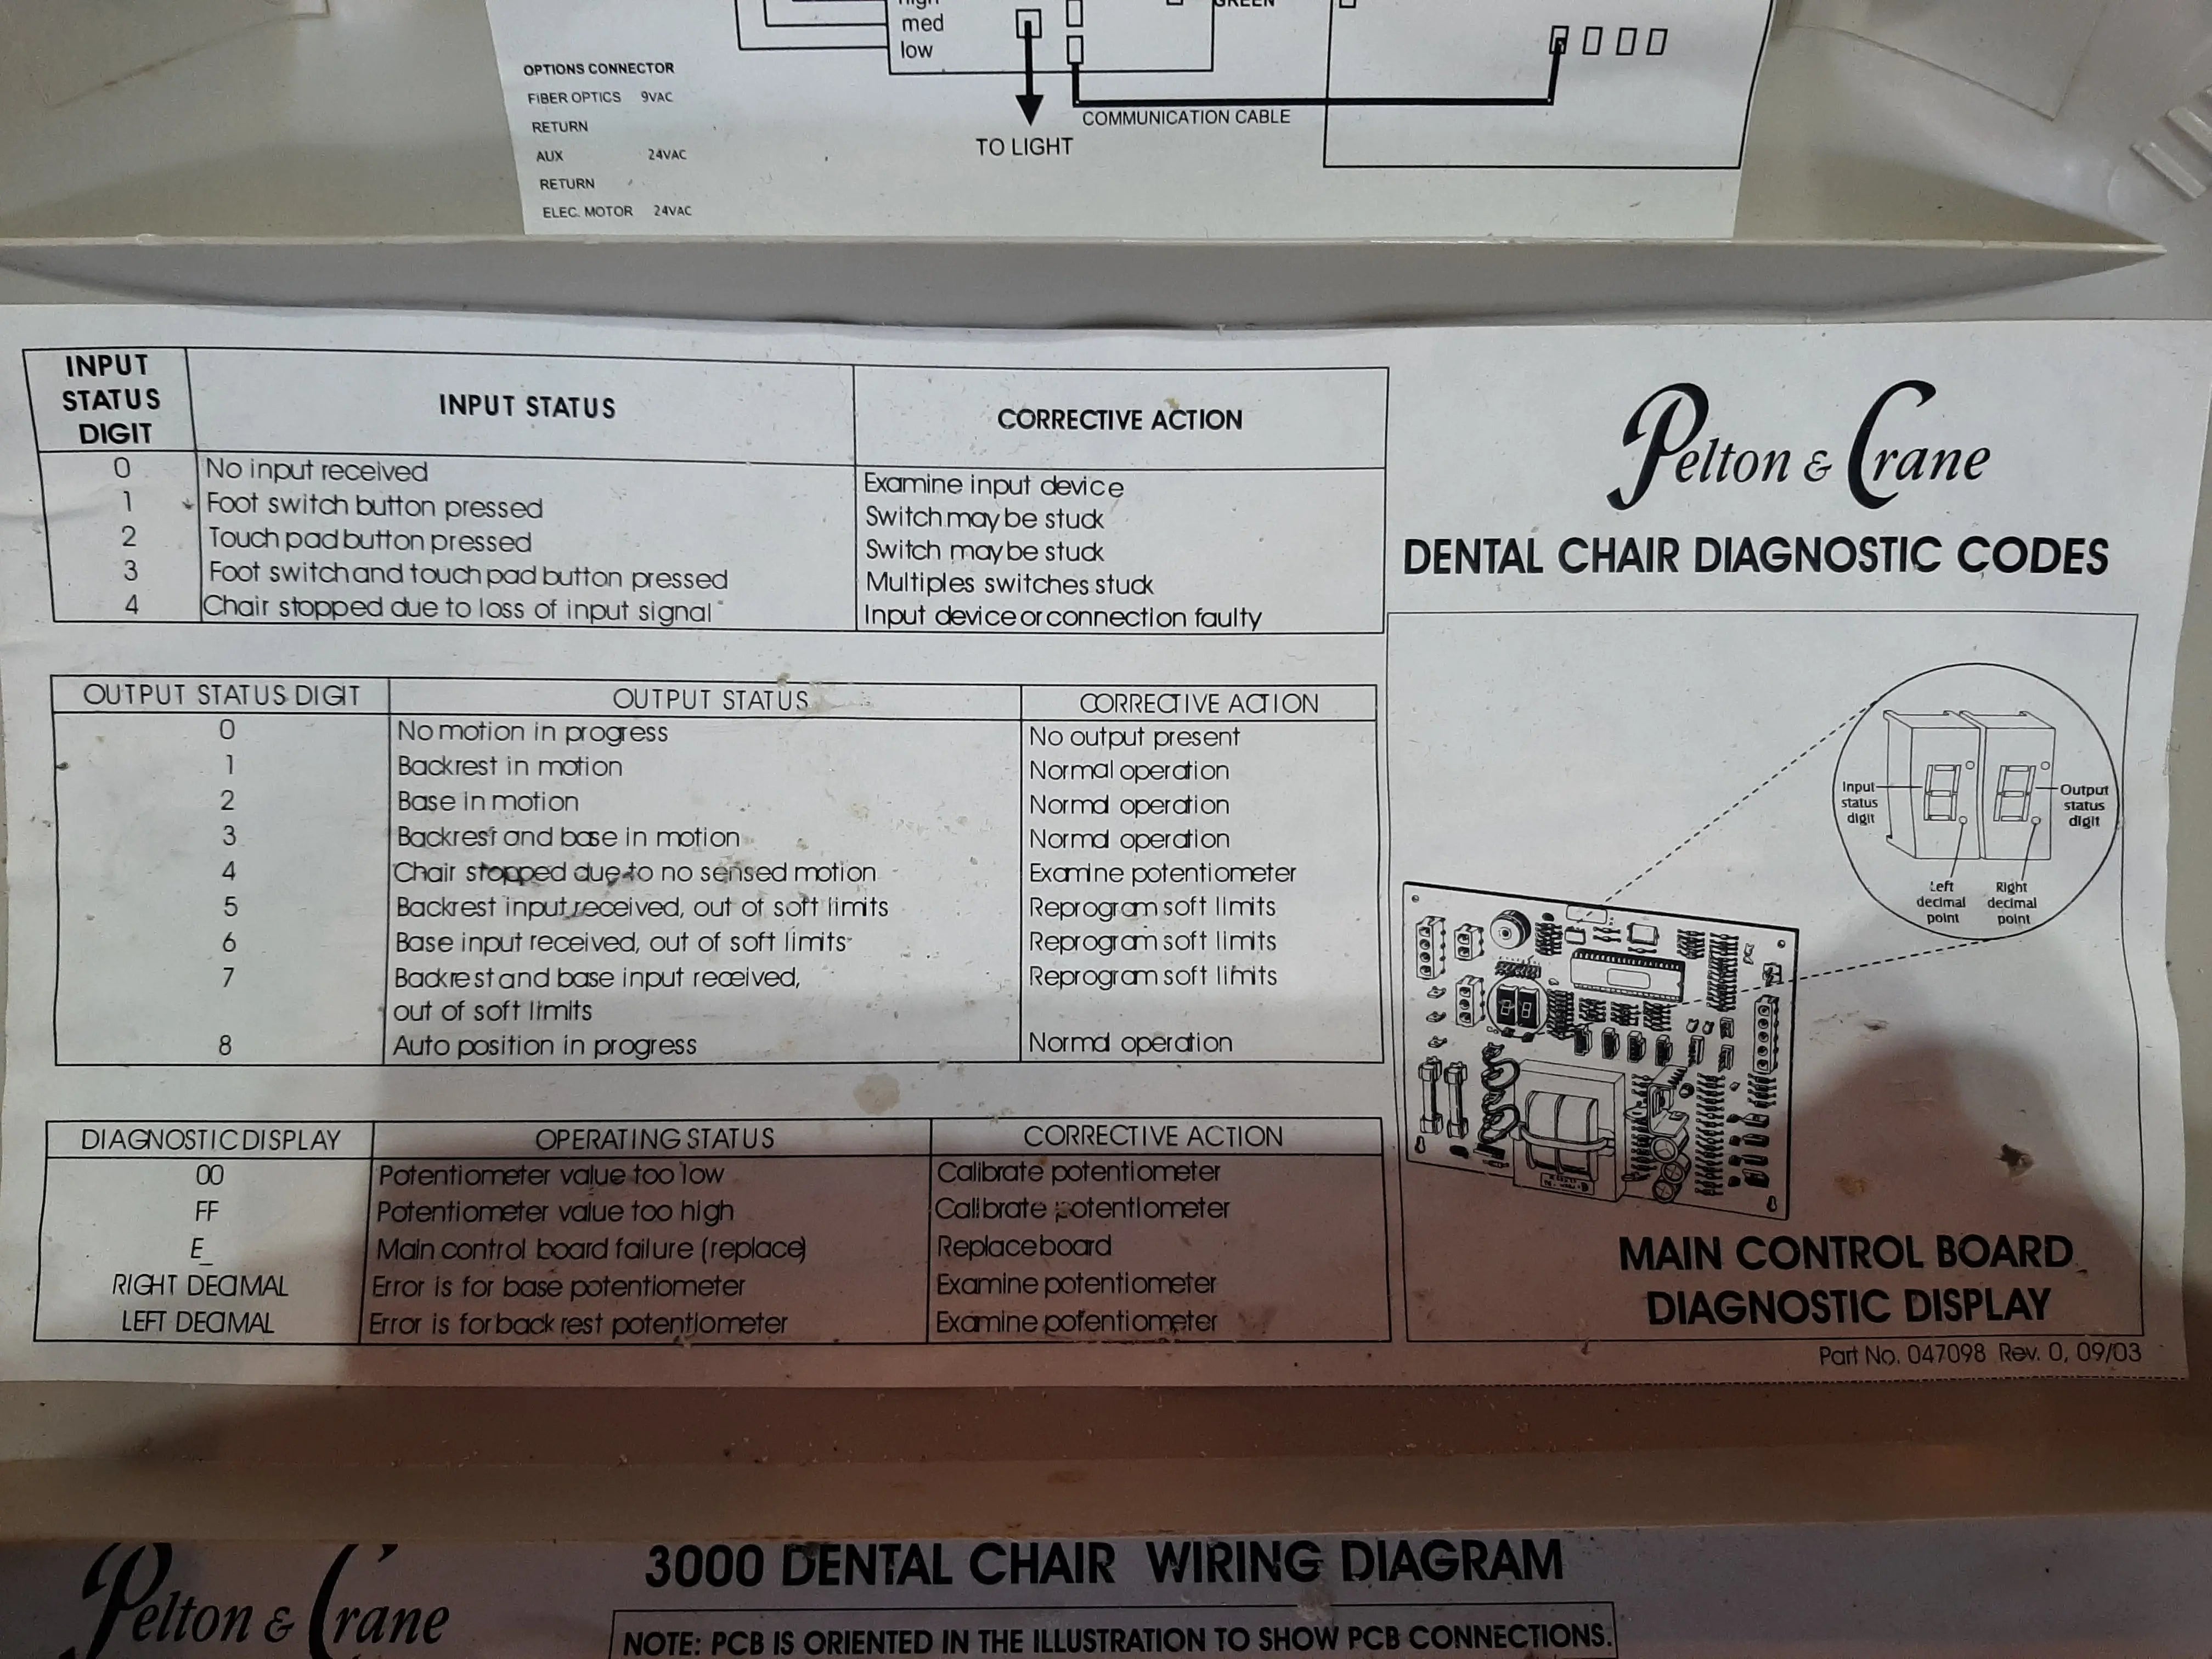 med
low
GREEN
OPTIONS CONNECTOR
FIBER OPTICS 9VAC
RETURN
AUX 24VAC
RETURN
ELEC. MOTOR 24VAC
TO LIGHT
COMMUNICATION CABLE
INPUT STATUS DIGIT INPUT STATUS CORRECTIVE ACTION
0 No input received Examine input device
1 Foot switch button pressed Switch may be stuck
2 Touch pad button pressed Switch may be stuck
3 Foot switch and touch pad button pressed Multiples switches stuck
4 Chair stopped due to loss of input signal Input device or connection faulty
OUTPUT STATUS DIGIT OUTPUT STATUS CORRECTIVE ACTION
0 No motion in progress No output present
1 Backrest in motion Normal operation
2 Base in motion Normal operation
3 Backrest and base in motion Normal operation
4 Chair stopped due to no sensed motion Examine potentiometer
5 Backrest input received, out of soft limits Reprogram soft limits
6 Base input received, out of soft limits Reprogram soft limits
7 Backrest and base input received, Reprogram soft limits
out of soft limits
8 Auto position in progress Normal operation
DIAGNOSTIC DISPLAY OPERATING STATUS CORRECTIVE ACTION
00 Potentiometer value too low Calibrate potentiometer
FF Potentiometer value too high Calibrate potentiometer
E_ Main control board failure (replace) Replace board
RIGHT DECIMAL Error is for base potentiometer Examine potentiometer
LEFT DECIMAL Error is for back rest potentiometer Examine potentiometer
Pelton & Crane
DENTAL CHAIR DIAGNOSTIC CODES
Input status digit
Output status digit
Left decimal point
Right decimal point
MAIN CONTROL BOARD
DIAGNOSTIC DISPLAY
Part No. 047098 Rev. 0, 09/03
Pelton & Crane
3000 DENTAL CHAIR WIRING DIAGRAM
NOTE: PCB IS ORIENTED IN THE ILLUSTRATION TO SHOW PCB CONNECTIONS.